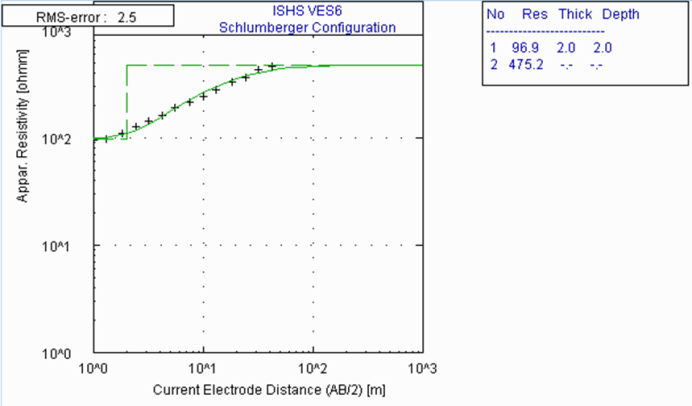 RMS-error : 2.5
ISHS VES6
Schlumberger Configuration
No Res Thick Depth
---------------------------
1 96.9 2.0 2.0
2 475.2 -.- -.-
Appar. Resistivity [ohmm]
10^3
10^2
10^1
10^0
10^0 10^1 10^2 10^3
Current Electrode Distance (AB/2) [m]